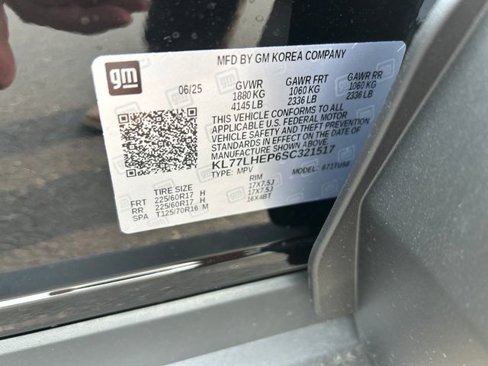 gm
MFD BY GM KOREA COMPANY
06/25 GVWR GAWR FRT GAWR RR
1880 KG 1060 KG 1060 KG
4145 LB 2336 LB 2336 LB
THIS VEHICLE CONFORMS TO ALL
APPLICABLE U.S. FEDERAL MOTOR
VEHICLE SAFETY AND THEFT PREVENTION
STANDARDS IN EFFECT ON THE DATE OF
MANUFACTURE SHOWN ABOVE
KL77LHEP6SC321517
TYPE: MPV MODEL:
TIRE SIZE RIM
FRT 225/60R17 H 17X7.5J
RR 225/60R17 H 17X7.5J
SPA T125/70R16 M 16X4BT